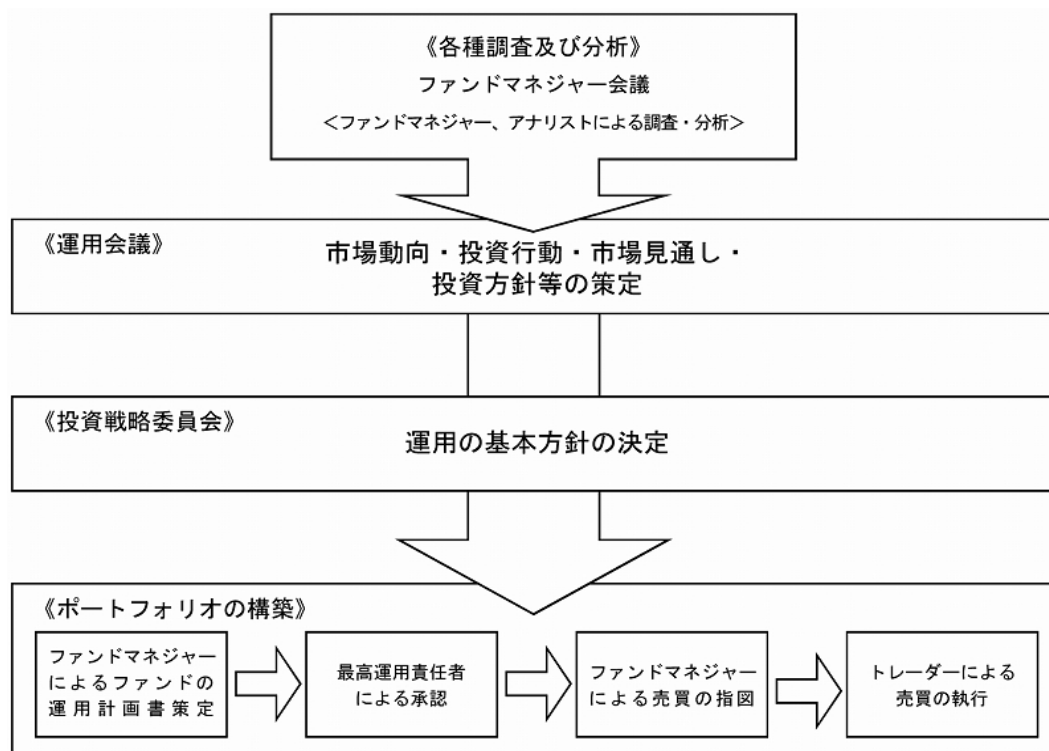 《各種調査及び分析》
ファンドマネジャー会議
＜ファンドマネジャー、アナリストによる調査・分析＞
《運用会議》
市場動向・投資行動・市場見通し・
投資方針等の策定
《投資戦略委員会》
運用の基本方針の決定
《ポートフォリオの構築》
ファンドマネジャー
によるファンドの
運用計画書策定
最高運用責任者
による承認
ファンドマネジャー
による売買の指図
トレーダーによる
売買の執行